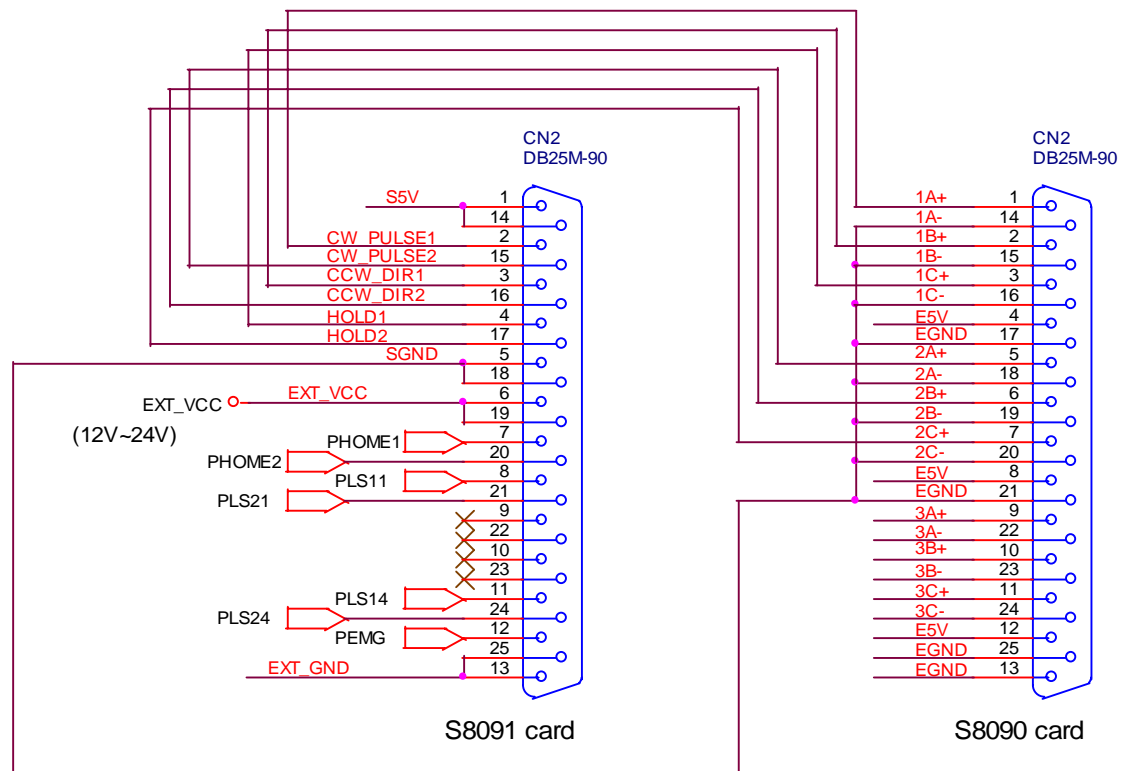 CN2
DB25M-90
S5V
1
14
CW_PULSE1
2
CW_PULSE2
15
CCW_DIR1
3
CCW_DIR2
16
HOLD1
4
HOLD2
17
SGND
5
18
EXT_VCC
EXT_VCC
6
(12V~24V)
19
PHOME1
7
PHOME2
20
PLS11
8
PLS21
21
9
22
10
23
PLS14
11
PLS24
24
PEMG
12
25
EXT_GND
13
S8091 card
CN2
DB25M-90
1A+
1
1A-
14
1B+
2
1B-
15
1C+
3
1C-
16
E5V
4
EGND
17
2A+
5
2A-
18
2B+
6
2B-
19
2C+
7
2C-
20
E5V
8
EGND
21
3A+
9
3A-
22
3B+
10
3B-
23
3C+
11
3C-
24
E5V
12
EGND
25
EGND
13
S8090 card